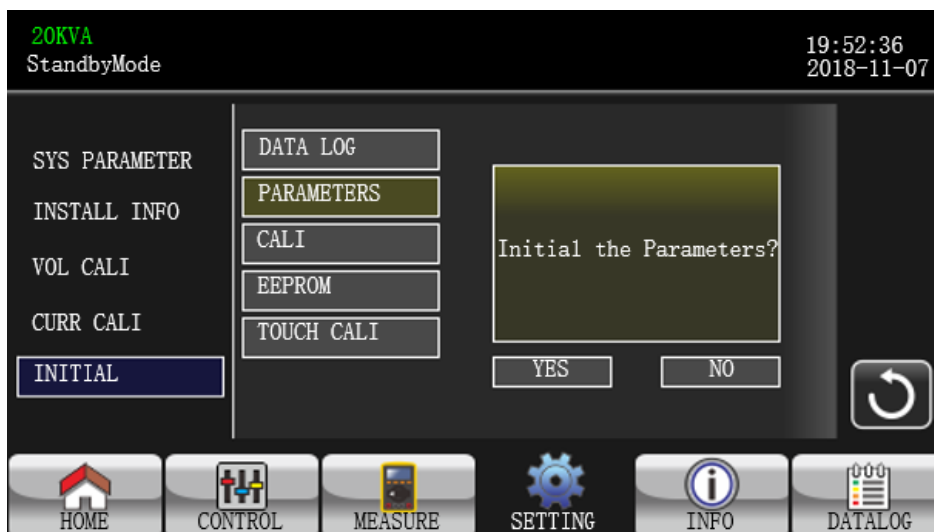 20KVA
StandbyMode
19:52:36
2018-11-07
SYS PARAMETER
INSTALL INFO
VOL CALI
CURR CALI
INITIAL
DATA LOG
PARAMETERS
CALI
EEPROM
TOUCH CALI
Initial the Parameters?
YES
NO
HOME
CONTROL
MEASURE
SETTING
INFO
DATALOG